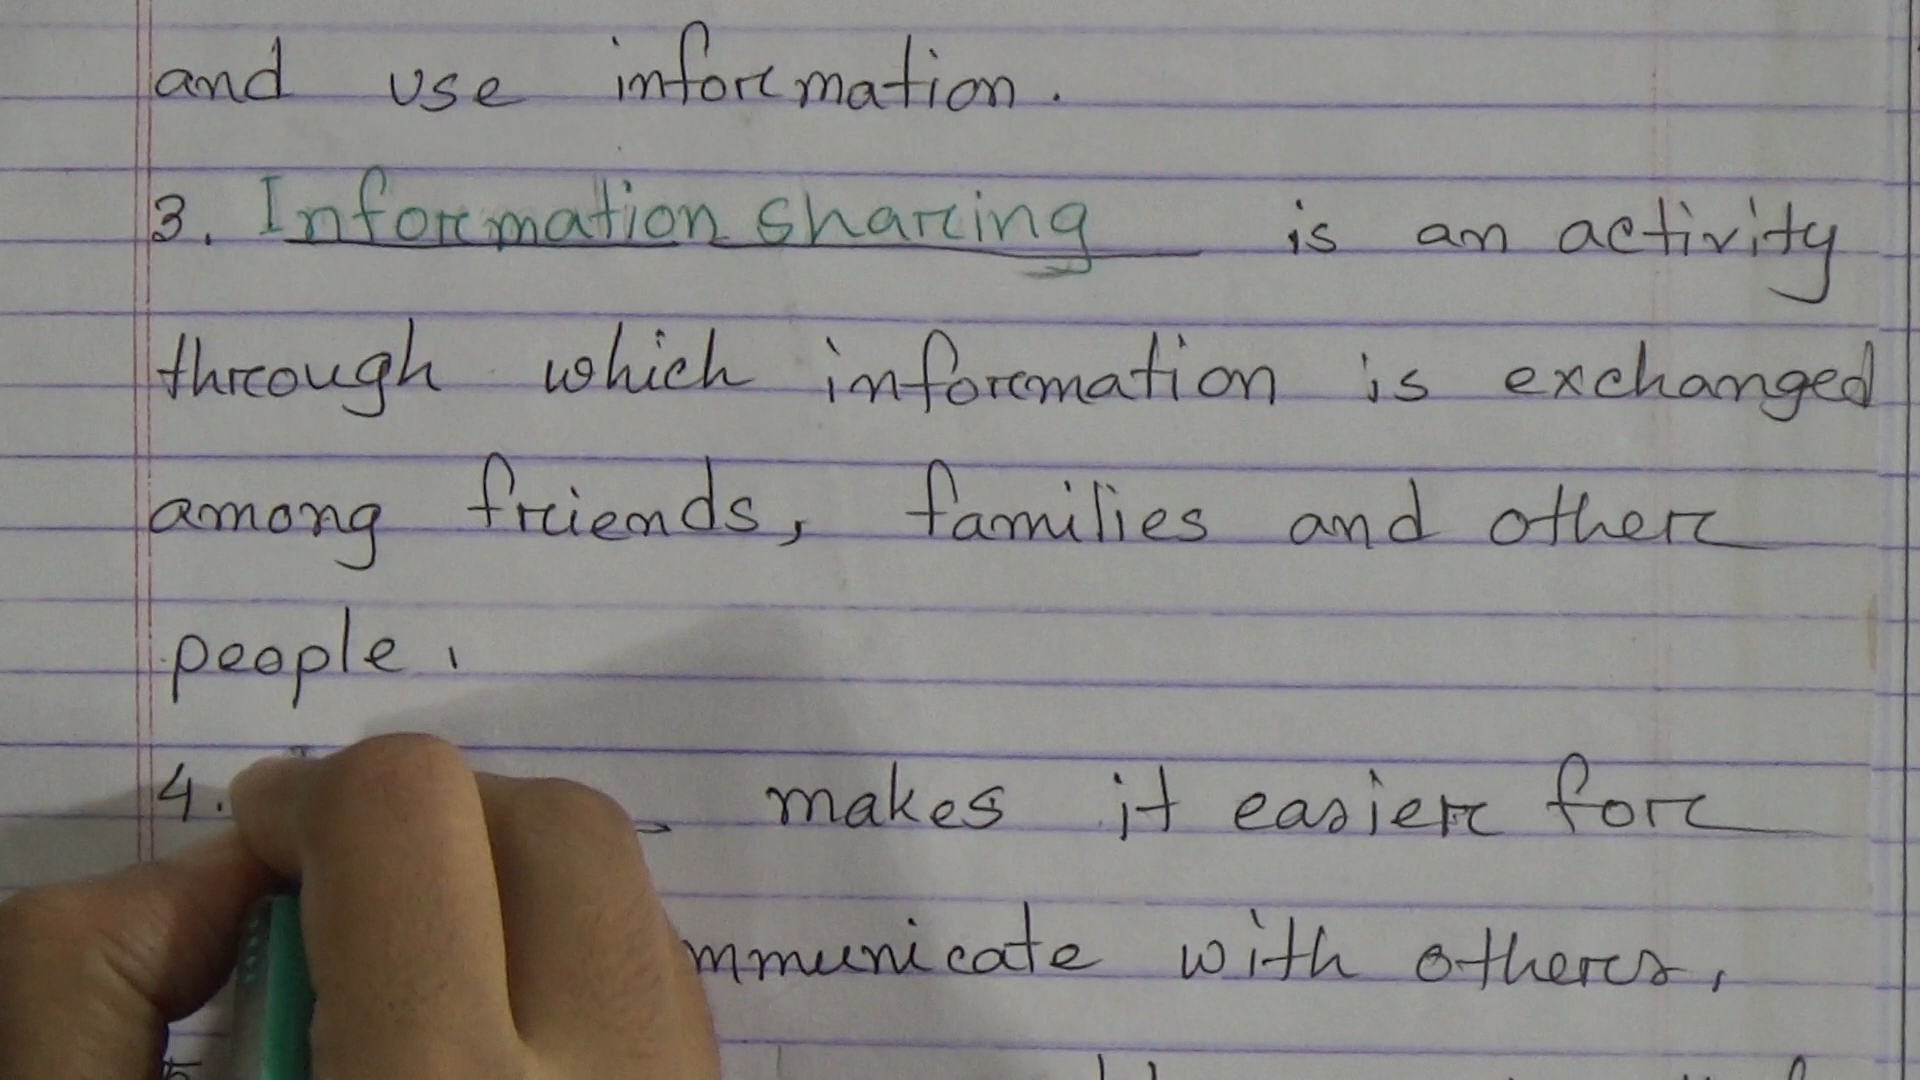 and use information.
3. Information sharing is an activity
through which information is exchanged
among friends, families and other
people.
4. makes it easier for
with others.